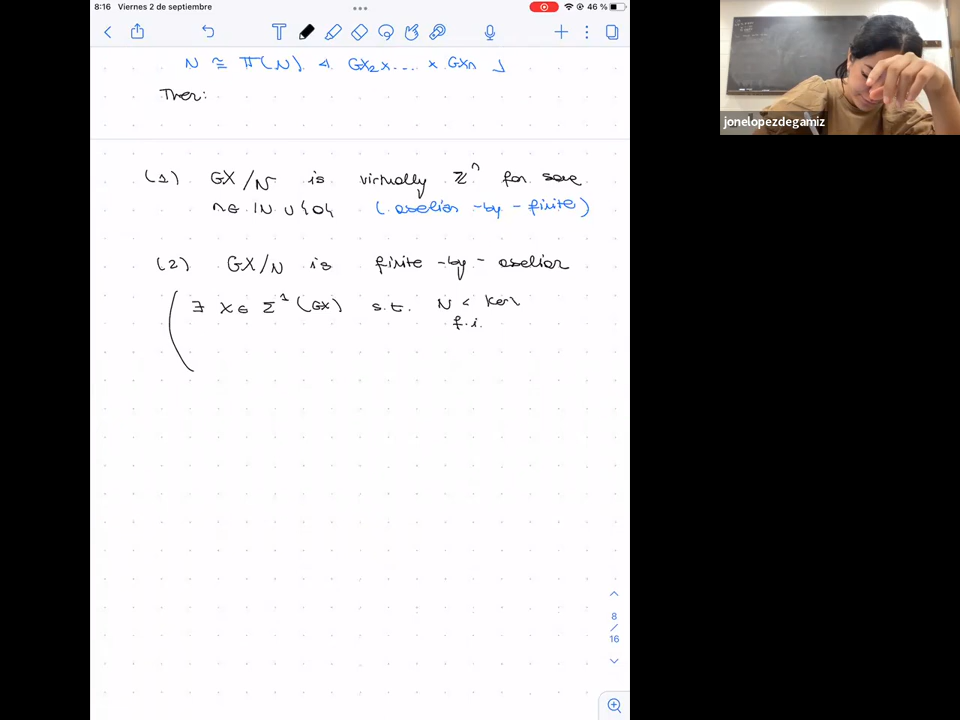 8:16 Viernes 2 de septiembre
46 %
N ≅ π(N) ◁ GX₂ x ... x GXn ⌋
Then:
(1) GX/N is virtually ℤⁿ for some
n ∈ ℕ ∪ {0} (abelian-by-finite)
(2) GX/N is finite-by-abelian
∃ χ ∈ Σ¹(GX) s.t. N < Ker χ
f.i.
8
/
16
jonelopezdegamiz